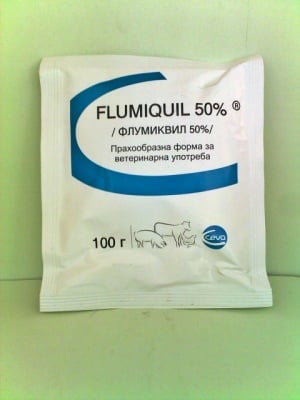 FLUMIQUIL 50% ®
/ ФЛУМИКВИЛ 50%/
Прахообразна форма за
ветеринарна употреба
100 г
Ceva